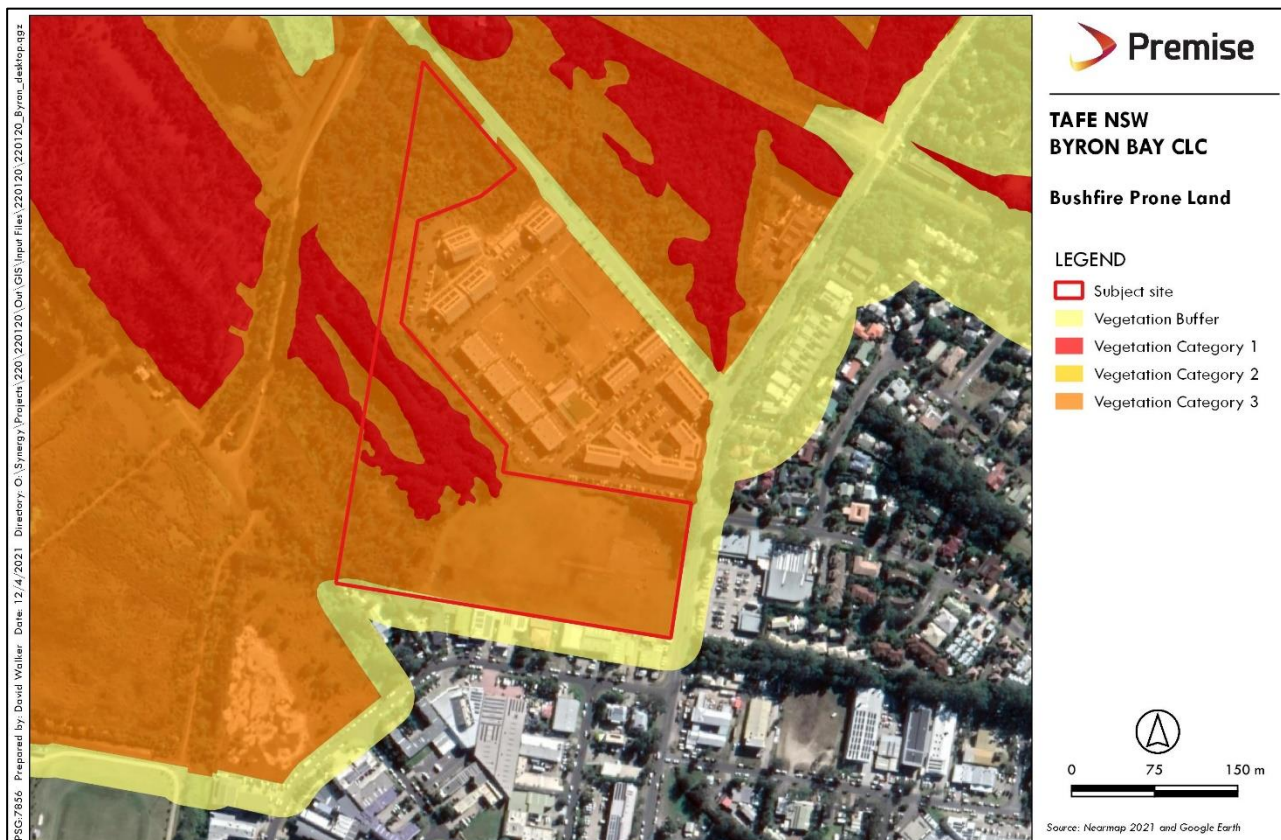 Premise
TAFE NSW
BYRON BAY CLC
Bushfire Prone Land
LEGEND
Subject site
Vegetation Buffer
Vegetation Category 1
Vegetation Category 2
Vegetation Category 3
0 75 150 m
Source: Nearmap 2021 and Google Earth
PSG.7856 Prepared by: David Walker Date: 12/4/2021 Directory: O:\Synergy\Projects\220\220120\Out\GIS\Input Files\220120\220120_Byron_desktop.qgz